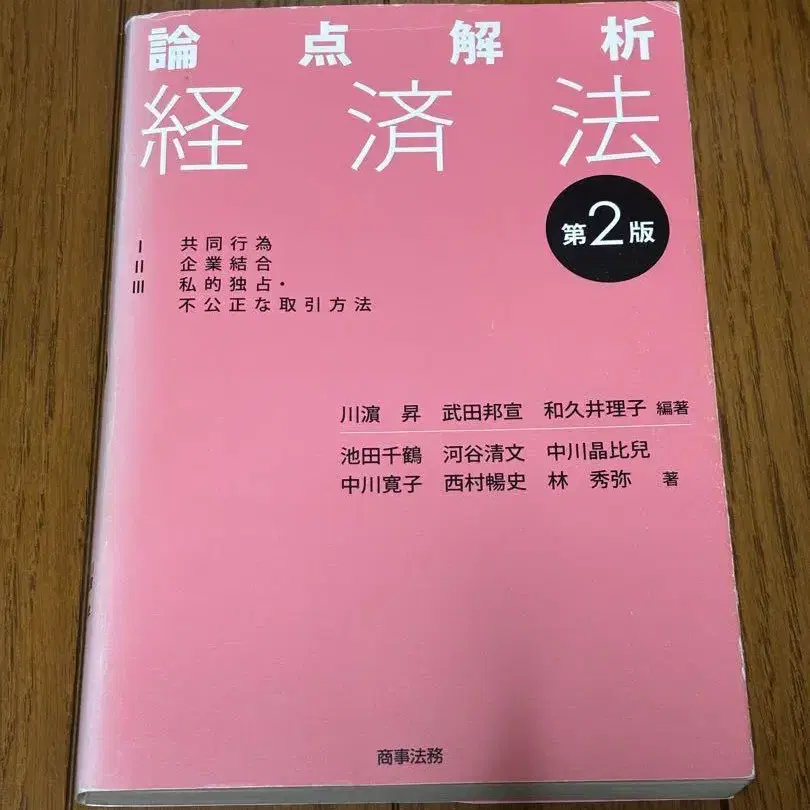 論点解析
経済法
第2版
I 共同行為
II 企業結合
III 私的独占・
不公正な取引方法
川濵 昇 武田邦宣 和久井理子 編著
池田千鶴 河谷清文 中川晶比兒
中川寛子 西村暢史 林 秀弥 著
商事法務